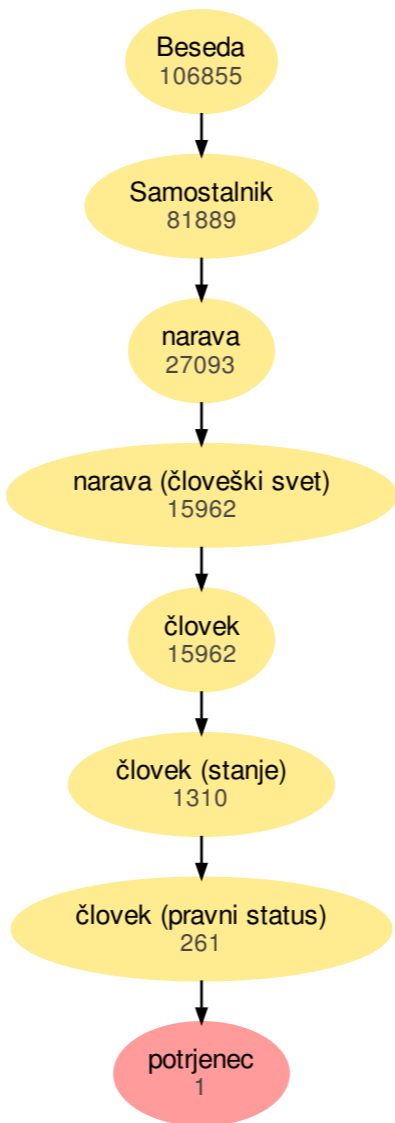 Beseda
106855
Samostalnik
81889
narava
27093
narava (človeški svet)
15962
človek
15962
človek (stanje)
1310
človek (pravni status)
261
potrjenec
1